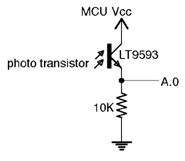 MCU Vcc
LT9593
photo transistor
A.0
10K